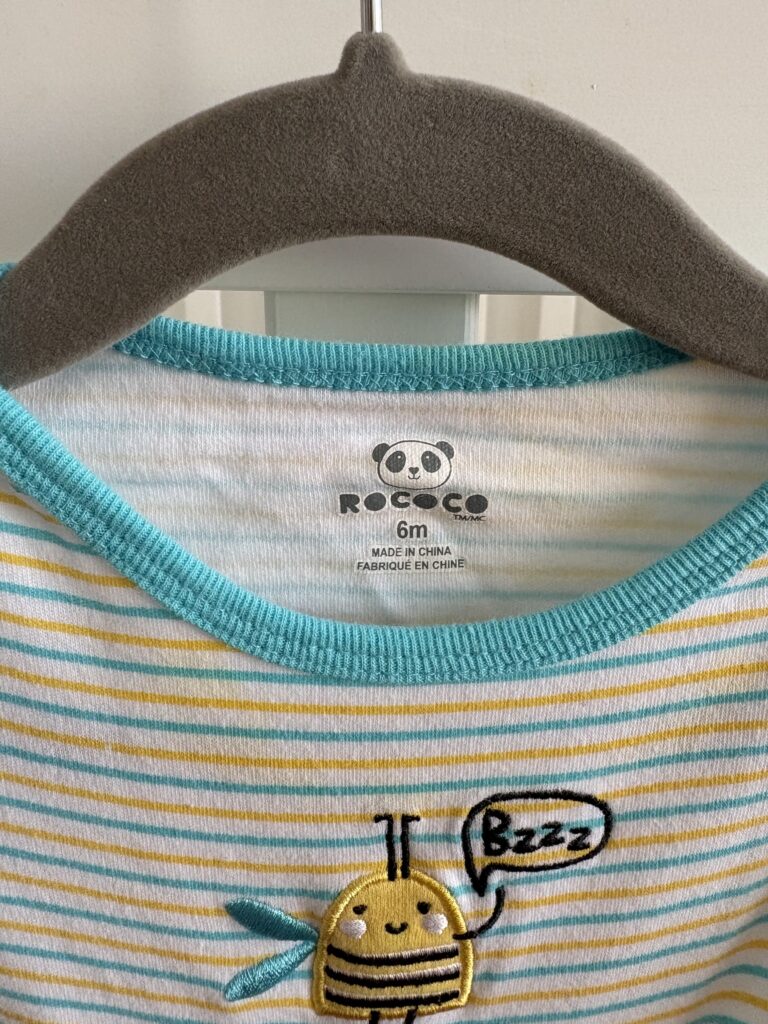 ROCOCO
TM/MC
6m
MADE IN CHINA
FABRIQUÉ EN CHINE
Bzzz